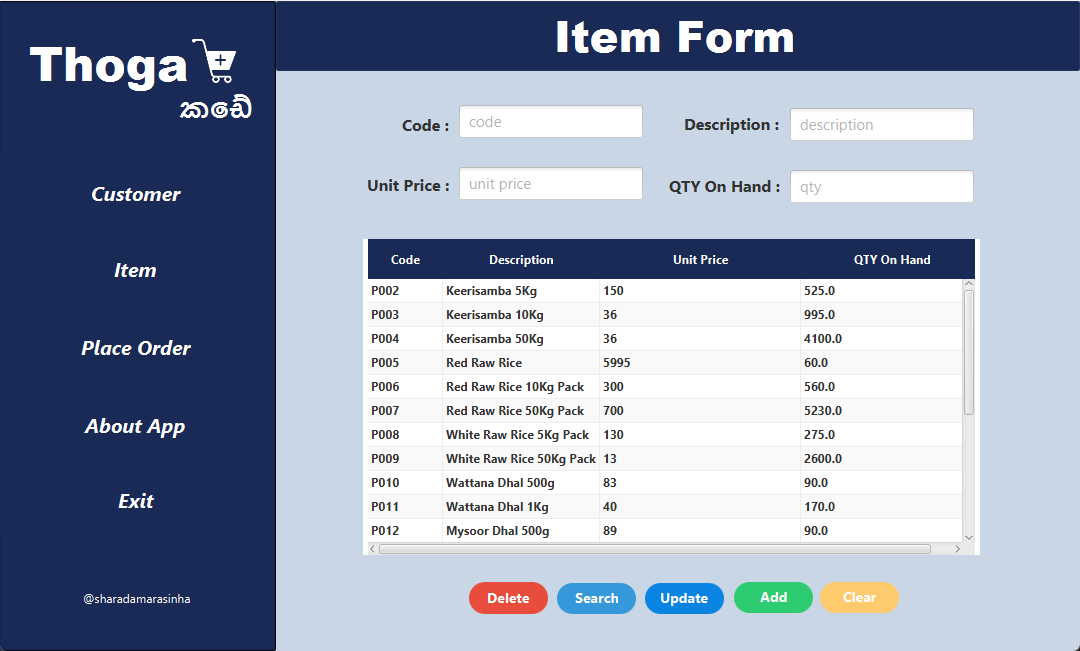 Thoga
කඩේ
Customer
Item
Place Order
About App
Exit
@sharadamarasinha
Item Form
Code : code Description : description
Unit Price : unit price QTY On Hand : qty
Code Description Unit Price QTY On Hand
P002 Keerisamba 5Kg 150 525.0
P003 Keerisamba 10Kg 36 995.0
P004 Keerisamba 50Kg 36 4100.0
P005 Red Raw Rice 5995 60.0
P006 Red Raw Rice 10Kg Pack 300 560.0
P007 Red Raw Rice 50Kg Pack 700 5230.0
P008 White Raw Rice 5Kg Pack 130 275.0
P009 White Raw Rice 50Kg Pack 13 2600.0
P010 Wattana Dhal 500g 83 90.0
P011 Wattana Dhal 1Kg 40 170.0
P012 Mysoor Dhal 500g 89 90.0
Delete Search Update Add Clear